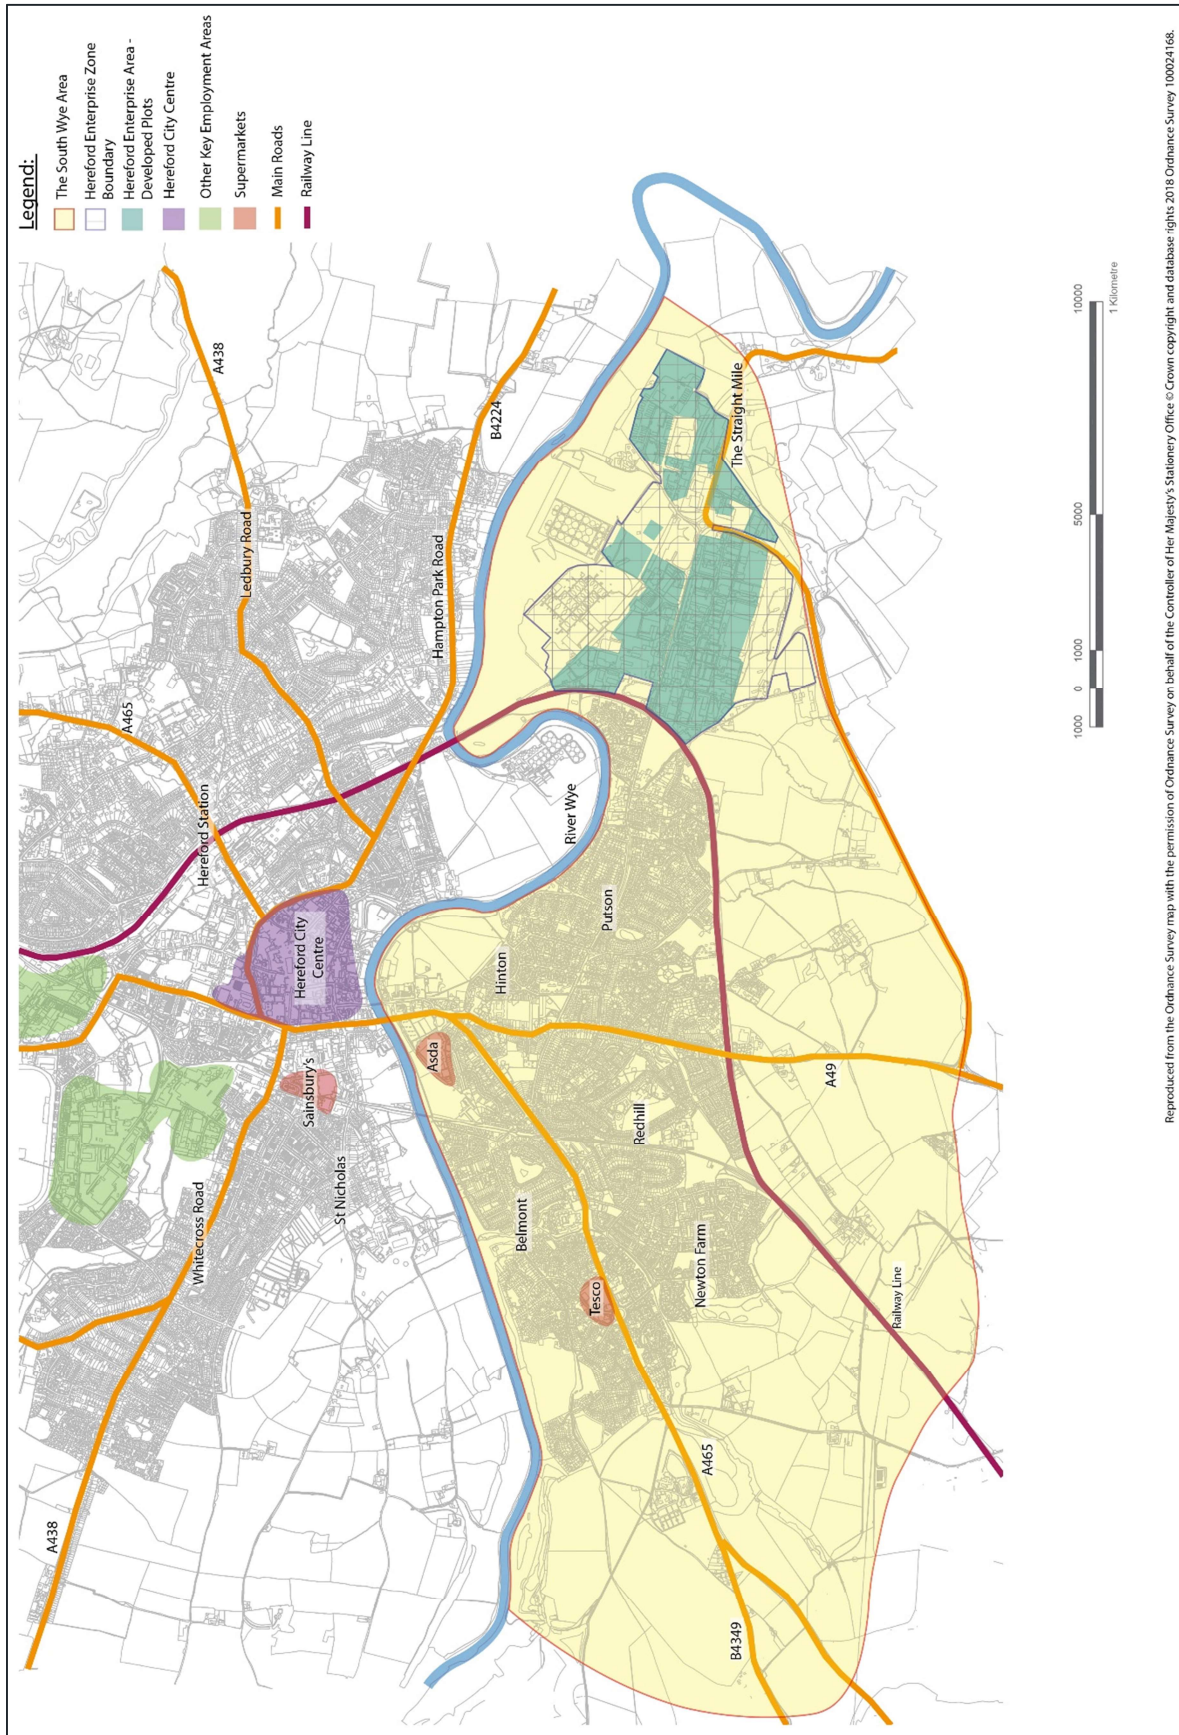 Legend:
The South Wye Area
Hereford Enterprise Zone
Boundary
Hereford Enterprise Area -
Developed Plots
Hereford City Centre
Other Key Employment Areas
Supermarkets
Main Roads
Railway Line
A438
A438
Ledbury Road
A465
B4224
Hampton Park Road
Hereford Station
Whitecross Road
Hereford City
Centre
Sainsbury's
St Nicholas
River Wye
Asda
Hinton
Putson
Belmont
Redhill
Tesco
Newton Farm
The Straight Mile
A49
A465
B4349
Railway Line
1000
0
1000
5000
10000
1 Kilometre
Reproduced from the Ordnance Survey map with the permission of Ordnance Survey on behalf of the Controller of Her Majesty's Stationery Office © Crown copyright and database rights 2018 Ordnance Survey 100024168.